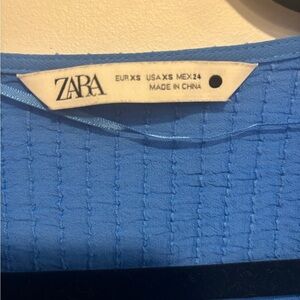 ZARA
EUR XS USA XS MEX 24
MADE IN CHINA